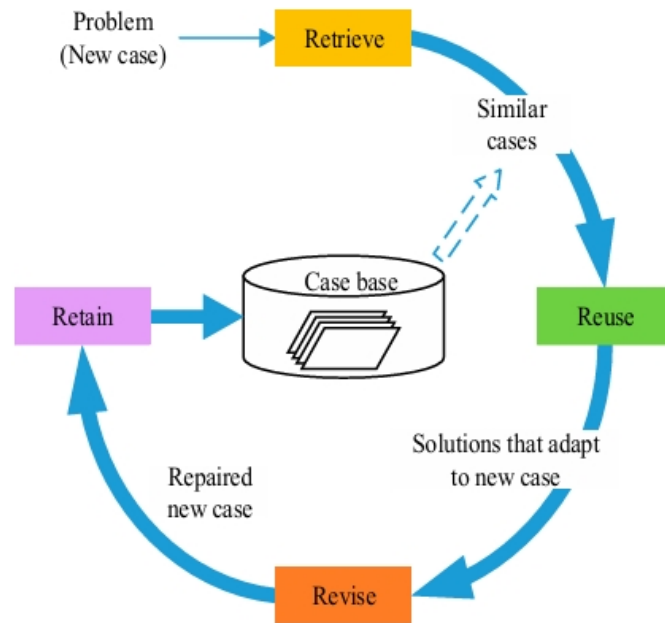 Problem
(New case)
Retrieve
Similar
cases
Case base
Retain
Reuse
Solutions that adapt
to new case
Repaired
new case
Revise